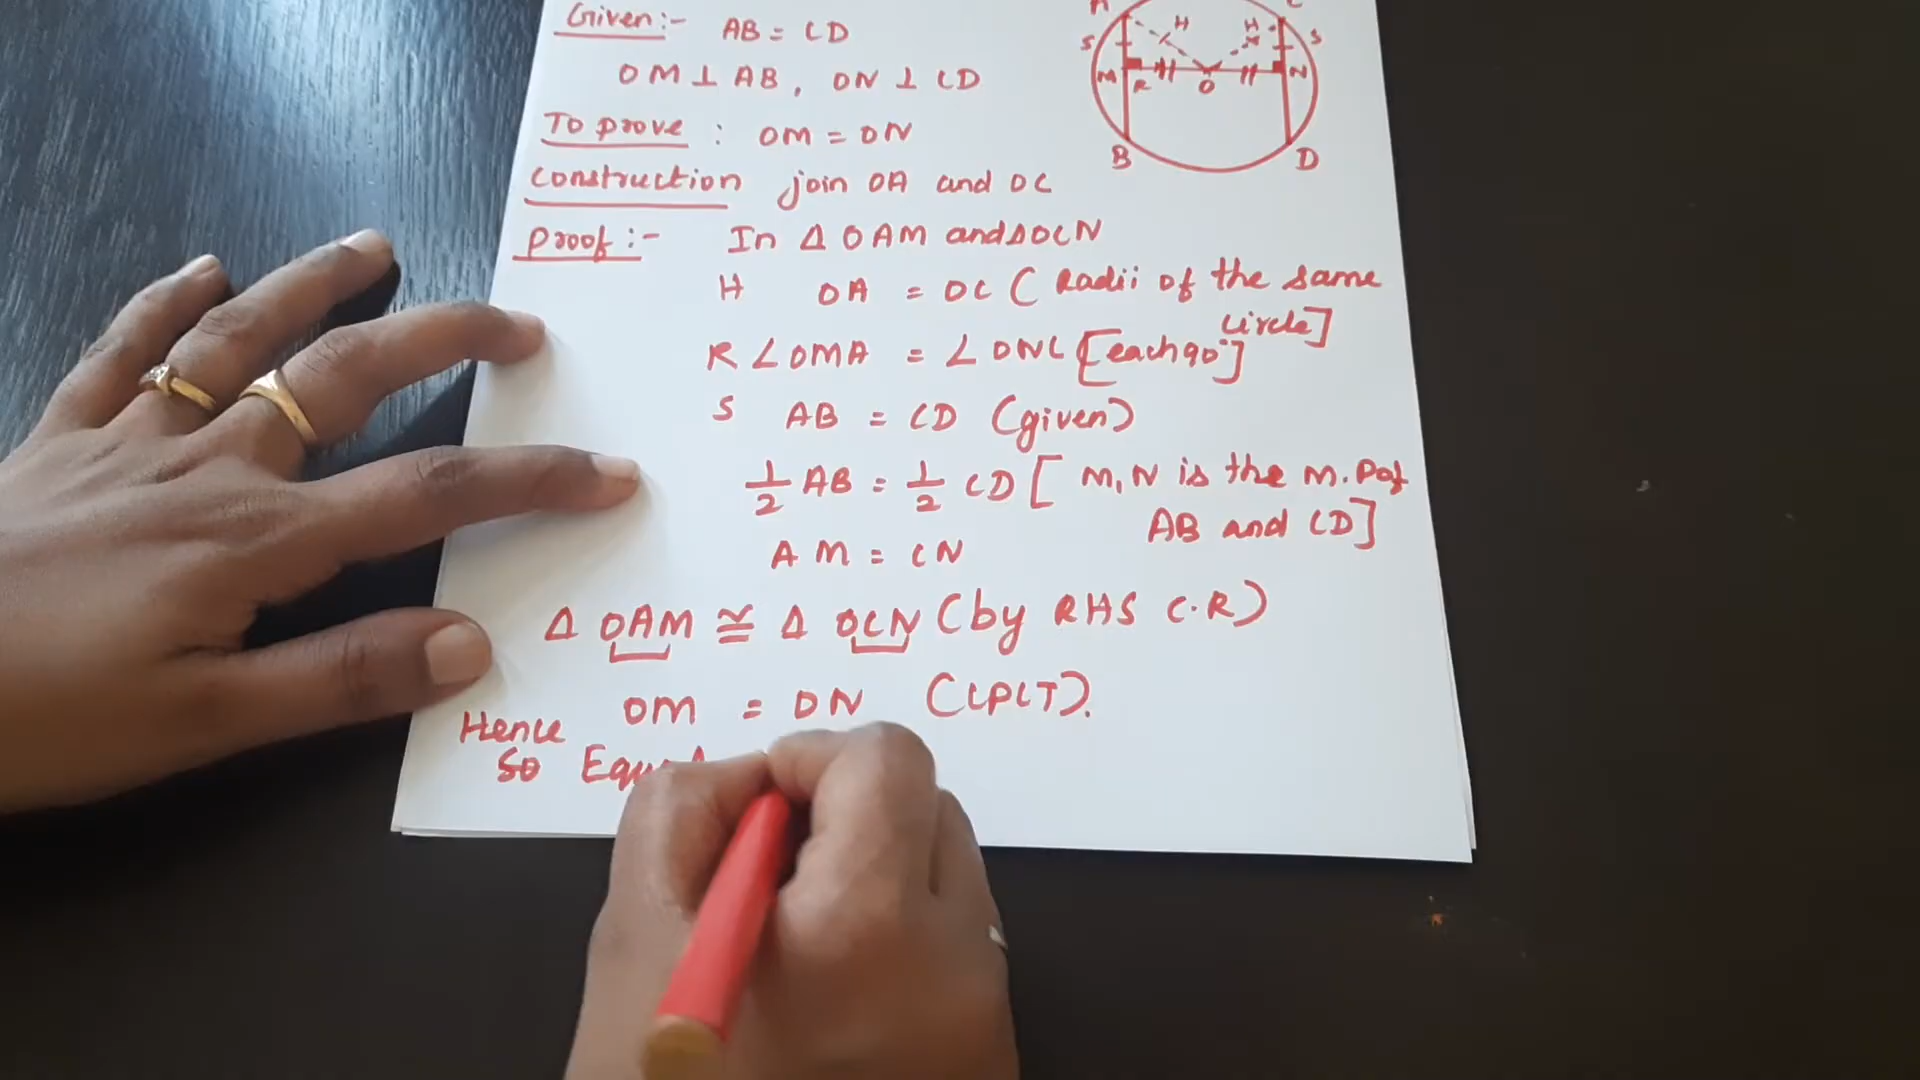 Given:- AB = CD
OM ⊥ AB, ON ⊥ CD
To prove : OM = ON
construction join OA and OC
Proof :- In Δ OAM and Δ OCN
H OA = OC ( Radii of the same circle]
R ∠OMA = ∠ONC [each 90°]
S AB = CD (given)
1/2 AB = 1/2 CD [ M, N is the M.P of
AB and CD]
AM = CN
Δ OAM ≅ Δ OCN (by RHS C.R)
OM = ON (CPCT).
Hence
So
A H H C
S S
M R O N
B D